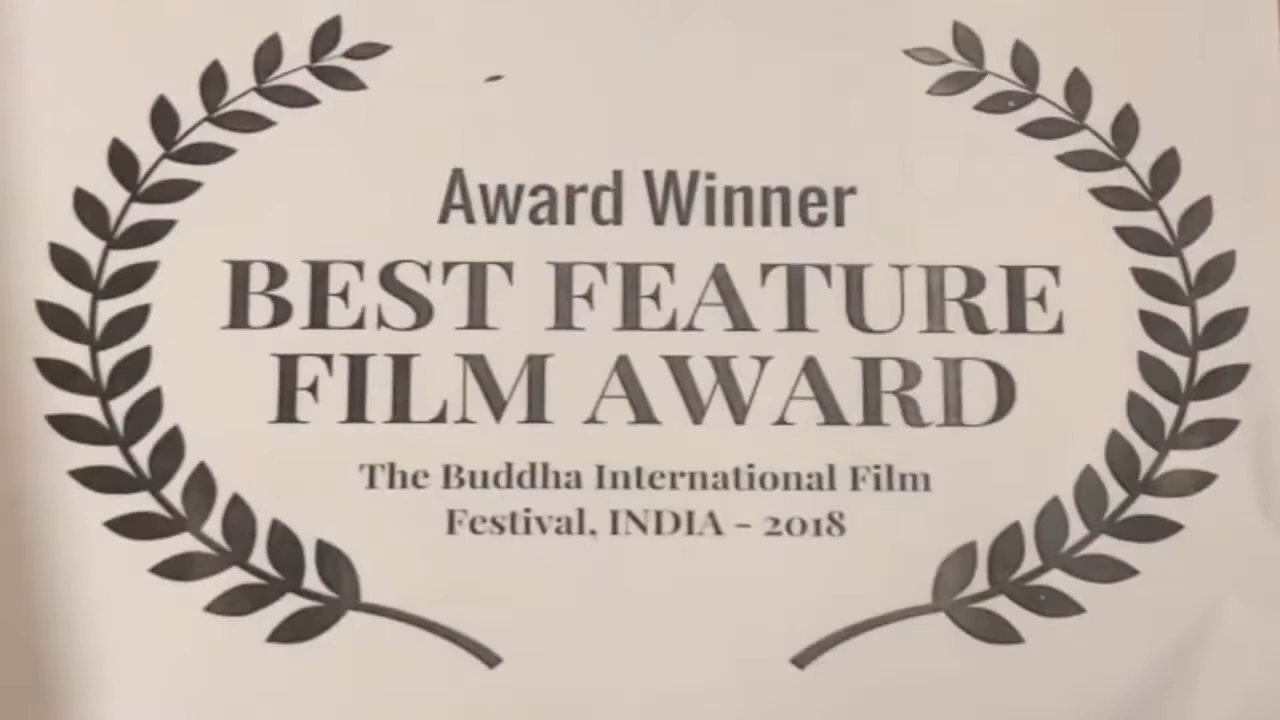 Award Winner
BEST FEATURE
FILM AWARD
The Buddha International Film
Festival, INDIA - 2018